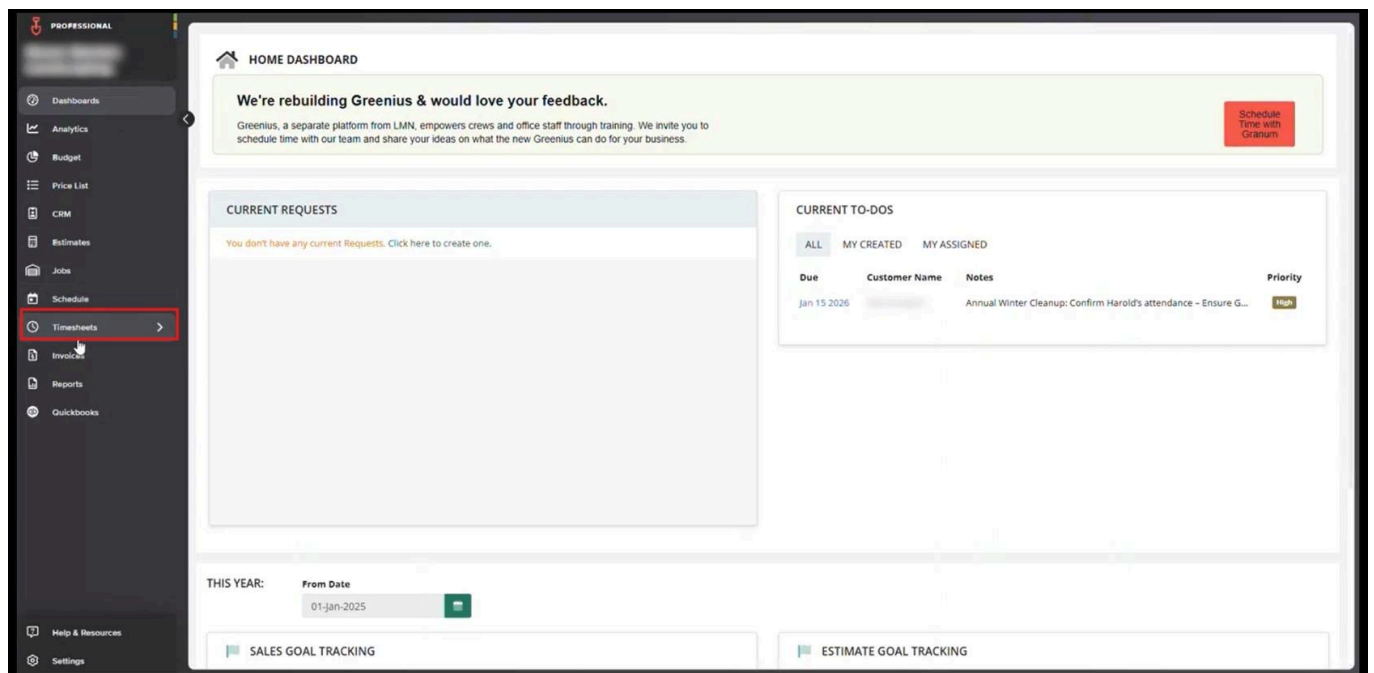 PROFESSIONAL
Dashboards
Analytics
Budget
Price List
CRM
Estimates
Jobs
Schedule
Timesheets
Invoices
Reports
Quickbooks
Help & Resources
Settings
HOME DASHBOARD
We're rebuilding Greenius & would love your feedback.
Greenius, a separate platform from LMN, empowers crews and office staff through training. We invite you to
schedule time with our team and share your ideas on what the new Greenius can do for your business.
Schedule
Time with
Granum
CURRENT REQUESTS
You don't have any current Requests. Click here to create one.
CURRENT TO-DOS
ALL MY CREATED MY ASSIGNED
Due Customer Name Notes Priority
Jan 15 2026 Annual Winter Cleanup: Confirm Harold's attendance – Ensure G... High
THIS YEAR: From Date
01-Jan-2025
SALES GOAL TRACKING
ESTIMATE GOAL TRACKING